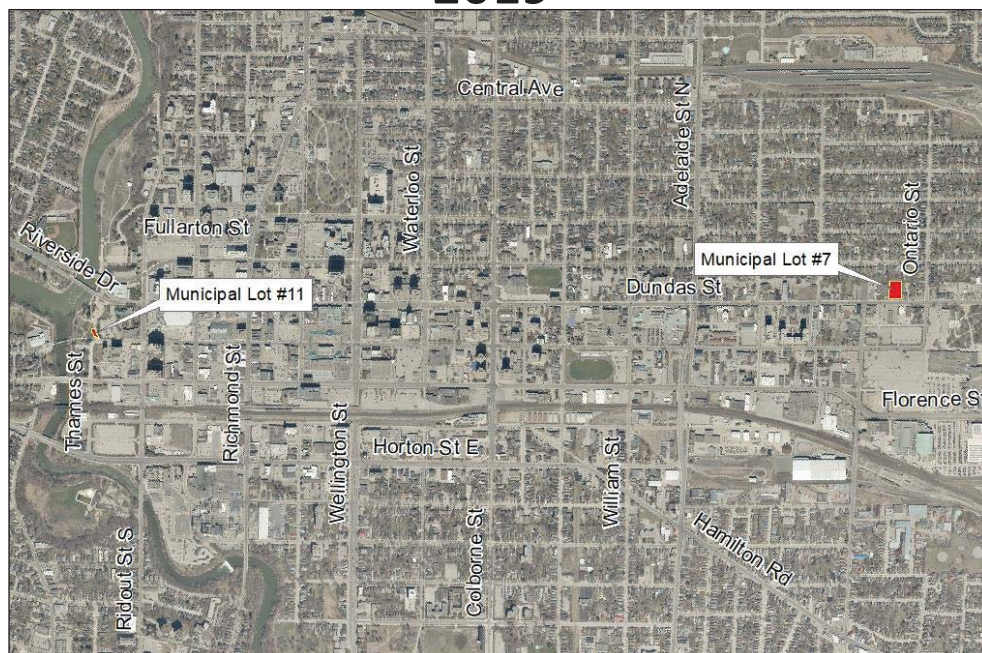 Central Ave
Adelaide St N
Waterloo St
Ontario St
Fullarton St
Riverside Dr
Municipal Lot #7
Dundas St
Municipal Lot #11
Thames St
Richmond St
Florence St
Wellington St
Horton St E
William St
Colborne St
Hamilton Rd
Ridout St S